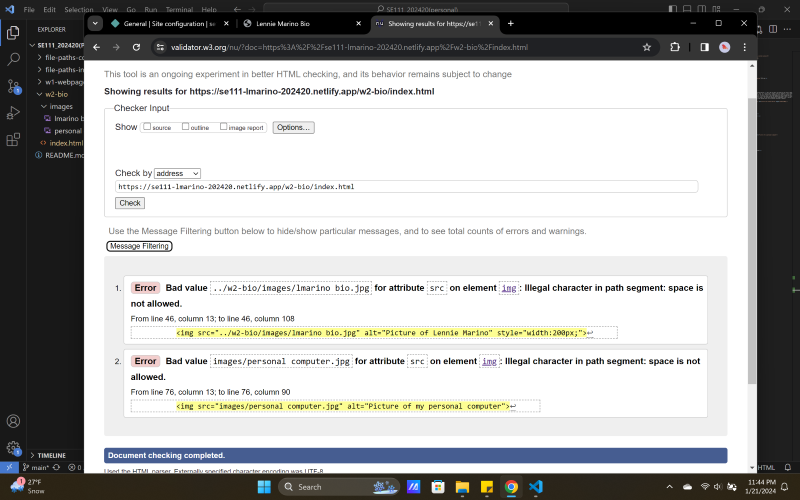 File Edit Selection View Go Run Terminal Help
SE111_202420(personal)
General | Site configuration | se
Lennie Marino Bio
Showing results for https://se11
validator.w3.org/nu/?doc=https%3A%2F%2Fse111-lmarino-202420.netlify.app%2Fw2-bio%2Findex.html
EXPLORER
SE111_202420(P
file-paths-c
file-paths-in
w1-webpage
w2-bio
images
lmarino b
personal
index.html
README.md
TIMELINE
main*
0
This tool is an ongoing experiment in better HTML checking, and its behavior remains subject to change
Showing results for https://se111-lmarino-202420.netlify.app/w2-bio/index.html
Checker Input
Show source outline image report Options...
Check by address
https://se111-lmarino-202420.netlify.app/w2-bio/index.html
Check
Use the Message Filtering button below to hide/show particular messages, and to see total counts of errors and warnings.
Message Filtering
1. Error Bad value ../w2-bio/images/lmarino bio.jpg for attribute src on element img: Illegal character in path segment: space is
not allowed.
From line 46, column 13; to line 46, column 108
<img src="../w2-bio/images/lmarino bio.jpg" alt="Picture of Lennie Marino" style="width:200px;">↩
2. Error Bad value images/personal computer.jpg for attribute src on element img: Illegal character in path segment: space is not
allowed.
From line 76, column 13; to line 76, column 90
<img src="images/personal computer.jpg" alt="Picture of my personal computer">↩
Document checking completed.
Used the HTML parser. Externally specified character encoding was UTF-8.
HTML
27°F
Snow
Search
11:44 PM
1/21/2024